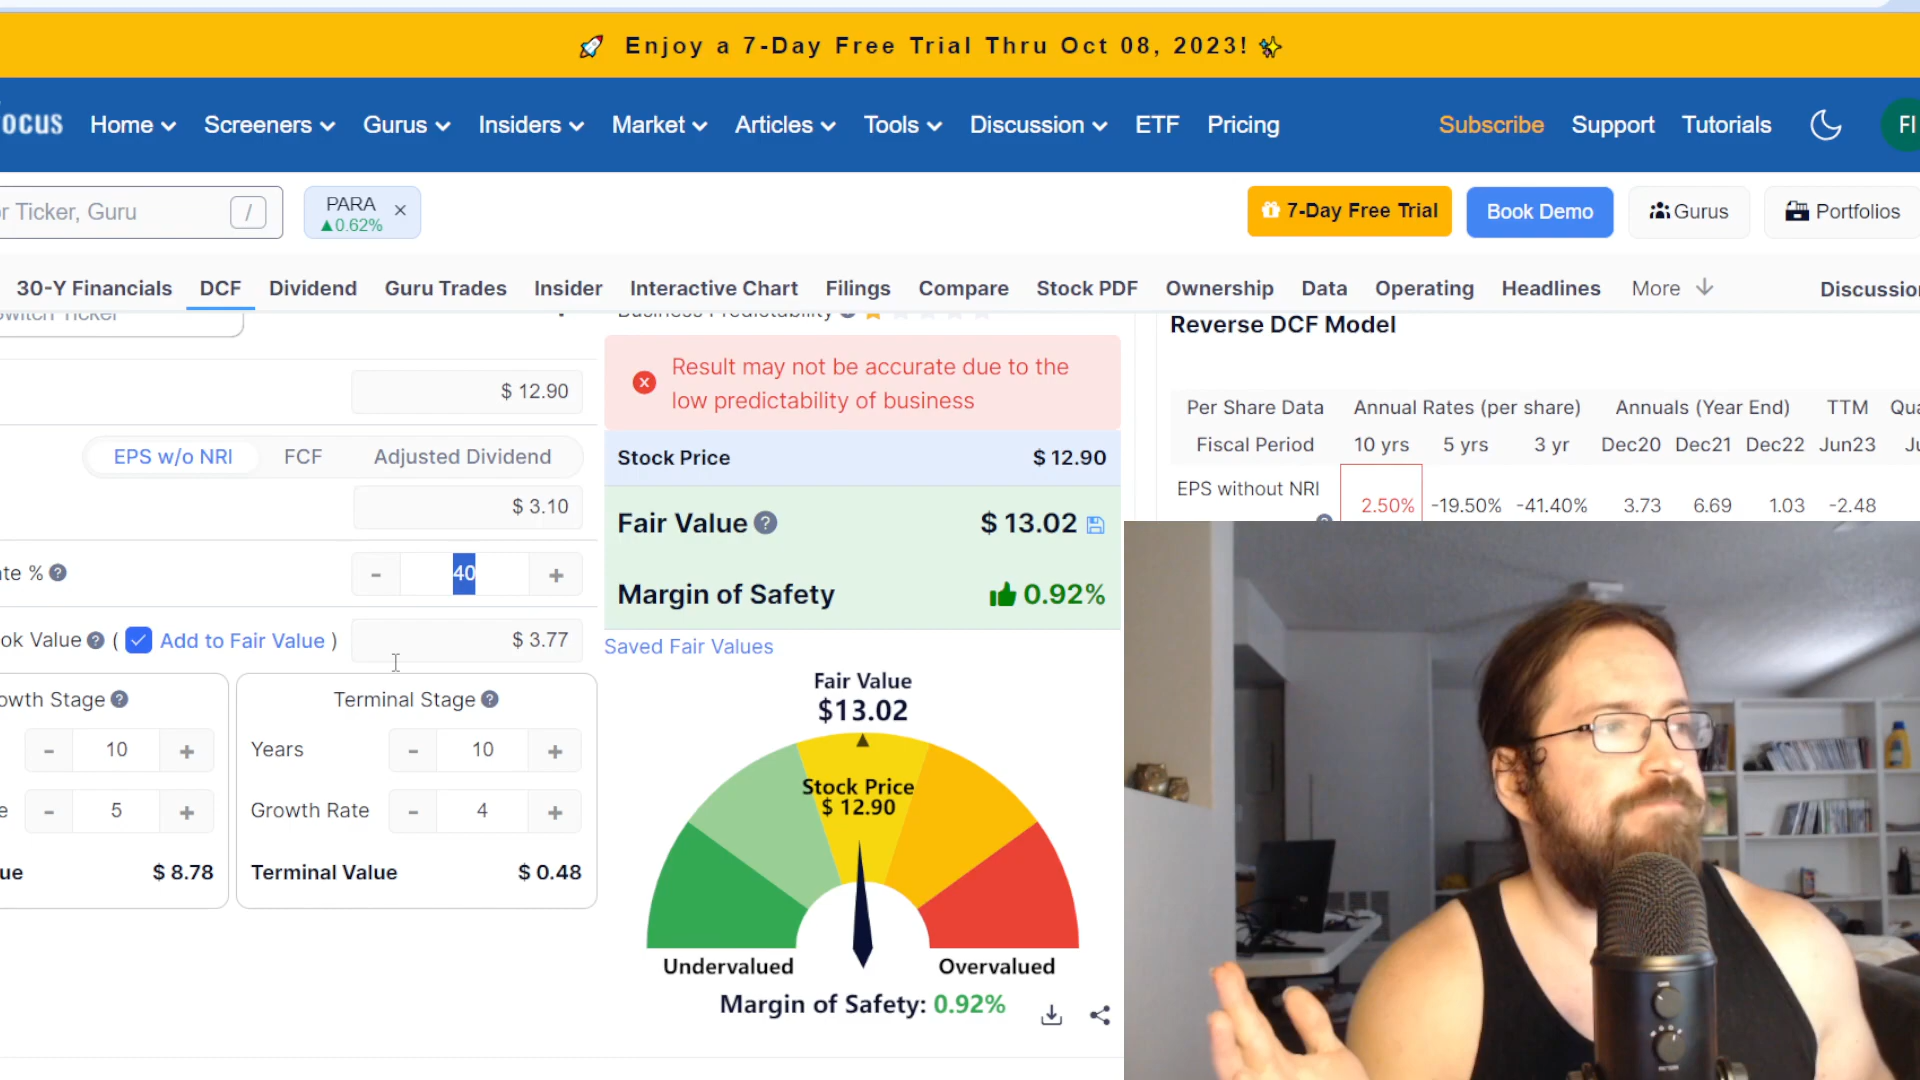 🚀 Enjoy a 7-Day Free Trial Thru Oct 08, 2023! ✨
ocus Home Screeners Gurus Insiders Market Articles Tools Discussion ETF Pricing Subscribe Support Tutorials FI
r Ticker, Guru / PARA × ▲0.62% 7-Day Free Trial Book Demo Gurus Portfolios
30-Y Financials DCF Dividend Guru Trades Insider Interactive Chart Filings Compare Stock PDF Ownership Data Operating Headlines More Discussion
Switch Ticker
Business Predictability
$ 12.90
EPS w/o NRI FCF Adjusted Dividend
$ 3.10
te % - 40 +
ok Value ( Add to Fair Value ) $ 3.77
owth Stage
- 10 +
e - 5 +
ue $ 8.78
Terminal Stage
Years - 10 +
Growth Rate - 4 +
Terminal Value $ 0.48
Result may not be accurate due to the
low predictability of business
Stock Price $ 12.90
Fair Value $ 13.02
Margin of Safety 0.92%
Saved Fair Values
Fair Value
$13.02
Stock Price
$ 12.90
Undervalued Overvalued
Margin of Safety: 0.92%
Reverse DCF Model
Per Share Data Annual Rates (per share) Annuals (Year End) TTM Qua
Fiscal Period 10 yrs 5 yrs 3 yr Dec20 Dec21 Dec22 Jun23 Ju
EPS without NRI 2.50% -19.50% -41.40% 3.73 6.69 1.03 -2.48